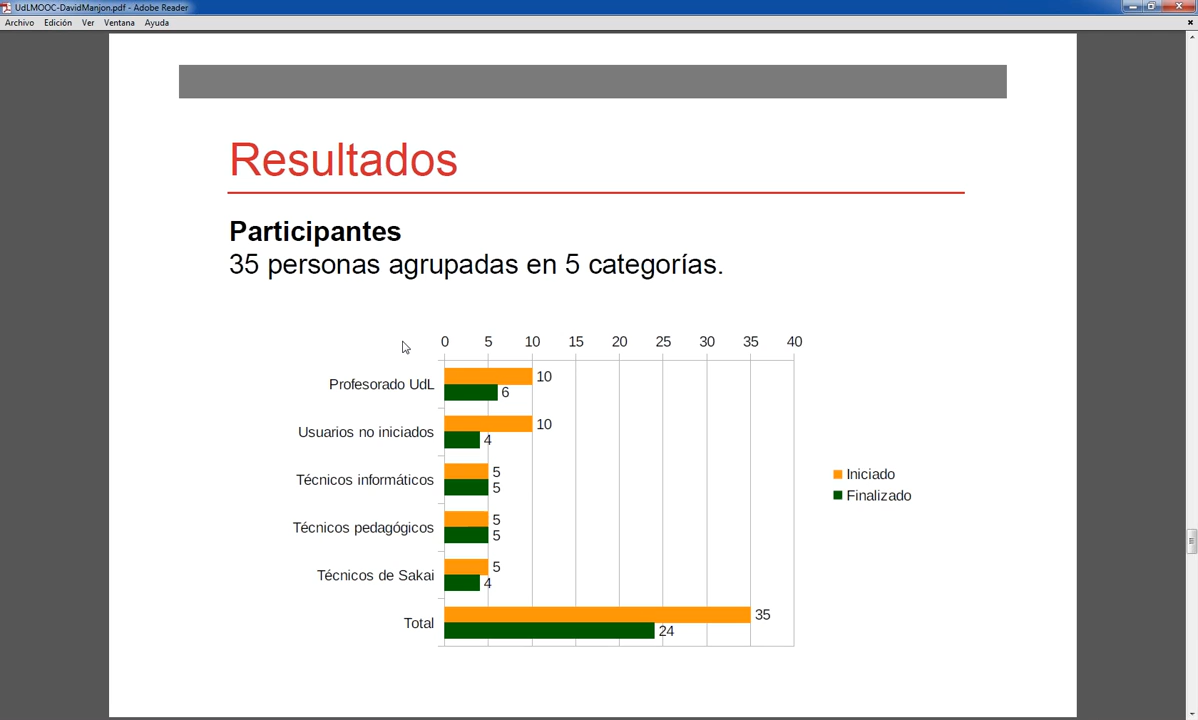 UdLMOOC-DavidManjon.pdf - Adobe Reader
Archivo Edición Ver Ventana Ayuda
Resultados
Participantes
35 personas agrupadas en 5 categorías.
0 5 10 15 20 25 30 35 40
Profesorado UdL 10
6
Usuarios no iniciados 10
4
Técnicos informáticos 5
5
Técnicos pedagógicos 5
5
Técnicos de Sakai 5
4
Total 35
24
Iniciado
Finalizado